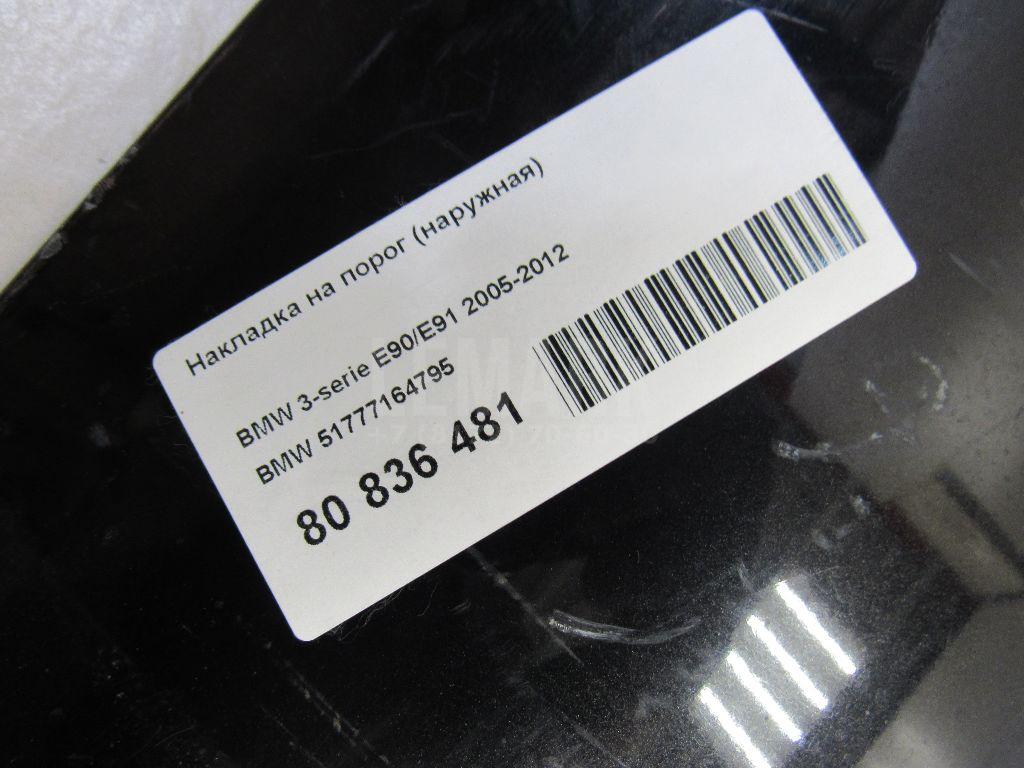 Накладка на порог (наружная)
BMW 3-serie E90/E91 2005-2012
BMW 51777164795
80 836 481